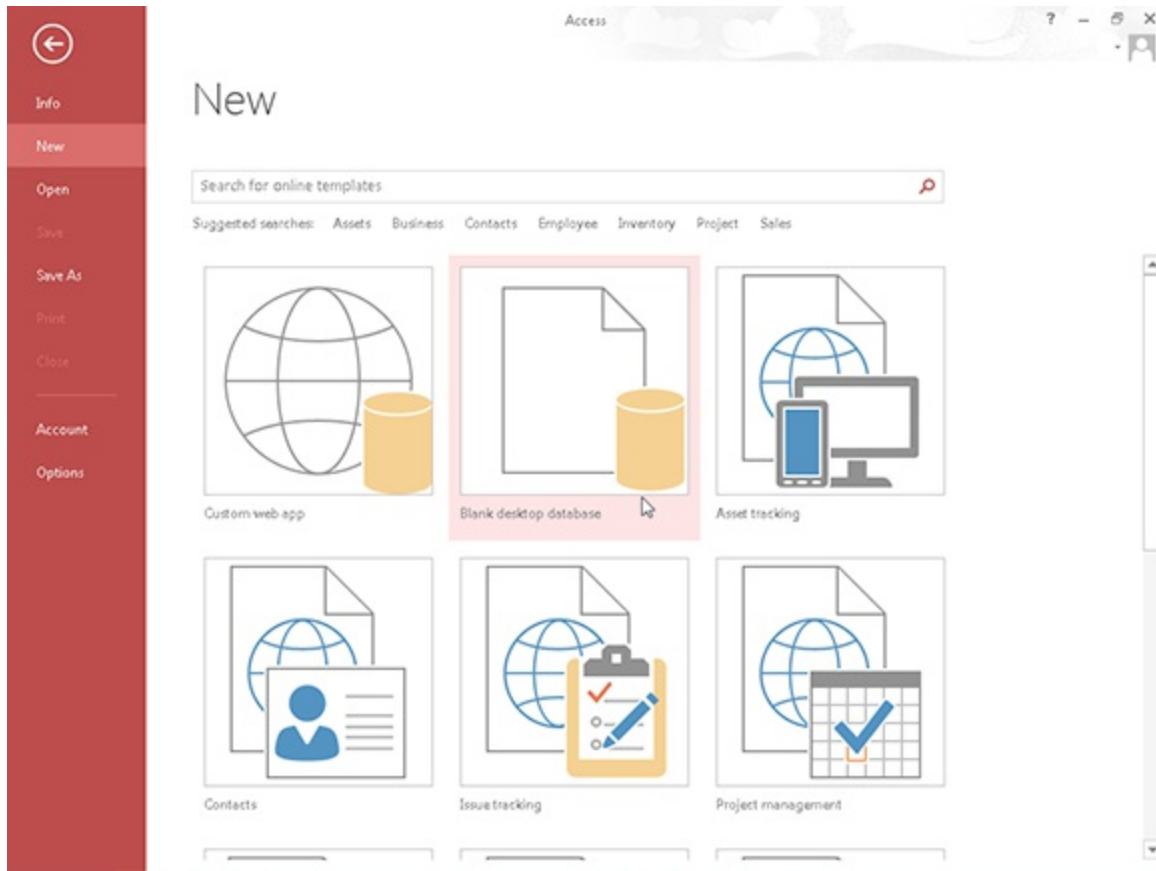 Access
?
Info
New
Open
Save
Save As
Print
Close
Account
Options
New
Search for online templates
Suggested searches: Assets Business Contacts Employee Inventory Project Sales
Custom web app
Blank desktop database
Asset tracking
Contacts
Issue tracking
Project management